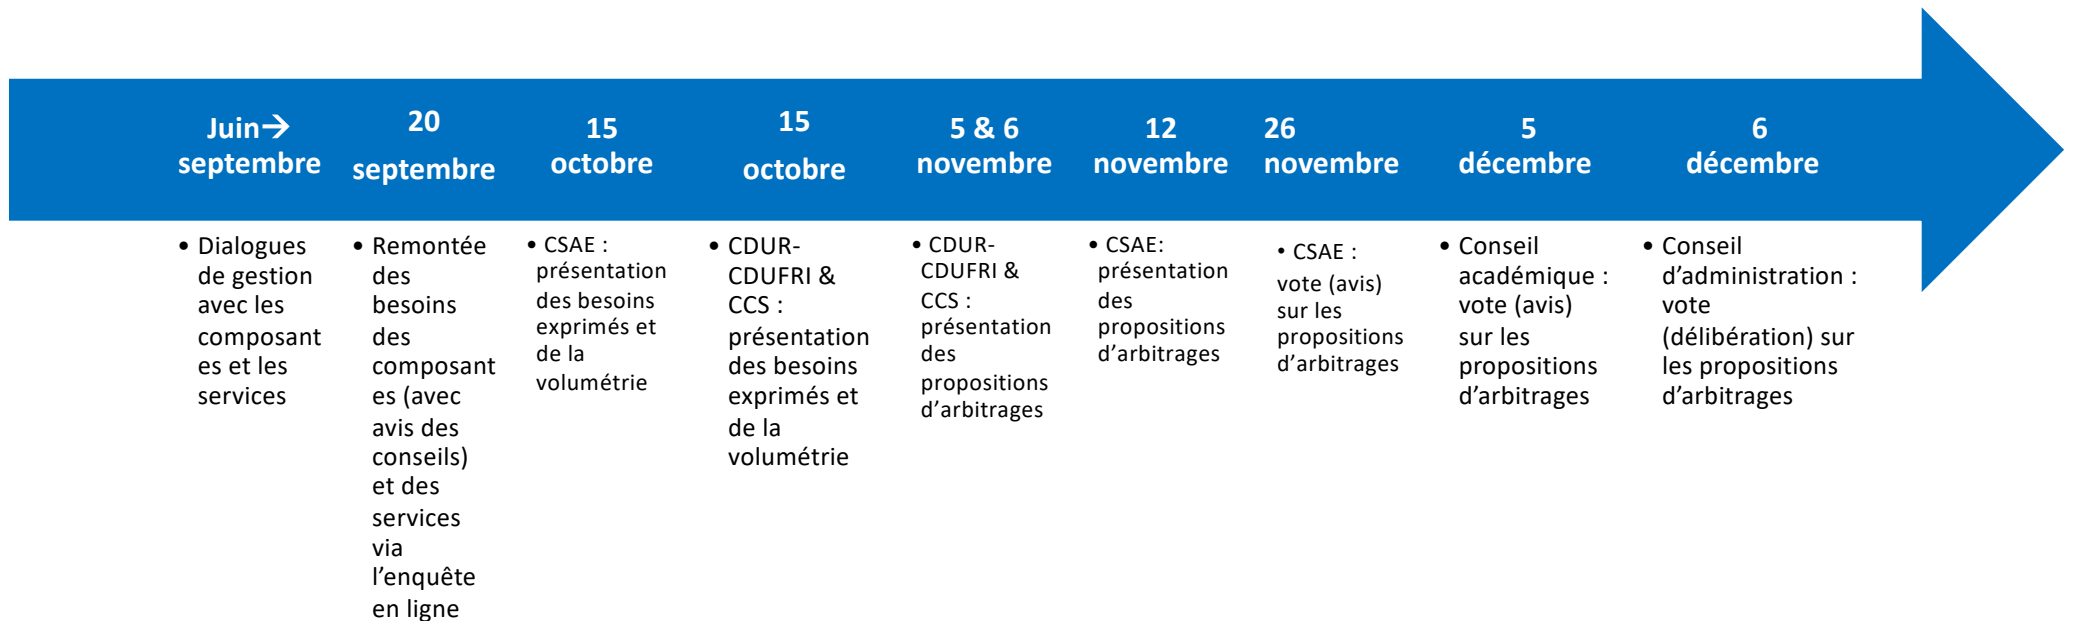 Juin→
septembre
20
septembre
15
octobre
15
octobre
5 & 6
novembre
12
novembre
26
novembre
5
décembre
6
décembre
• Dialogues
de gestion
avec les
composant
es et les
services
• Remontée
des
besoins
des
composant
es (avec
avis des
conseils)
et des
services
via
l’enquête
en ligne
• CSAE :
présentation
des besoins
exprimés et
de la
volumétrie
• CDUR-
CDUFRI &
CCS :
présentation
des besoins
exprimés et
de la
volumétrie
• CDUR-
CDUFRI &
CCS :
présentation
des
propositions
d’arbitrages
• CSAE:
présentation
des
propositions
d’arbitrages
• CSAE :
vote (avis)
sur les
propositions
d’arbitrages
• Conseil
académique :
vote (avis)
sur les
propositions
d’arbitrages
• Conseil
d’administration :
vote
(délibération) sur
les propositions
d’arbitrages